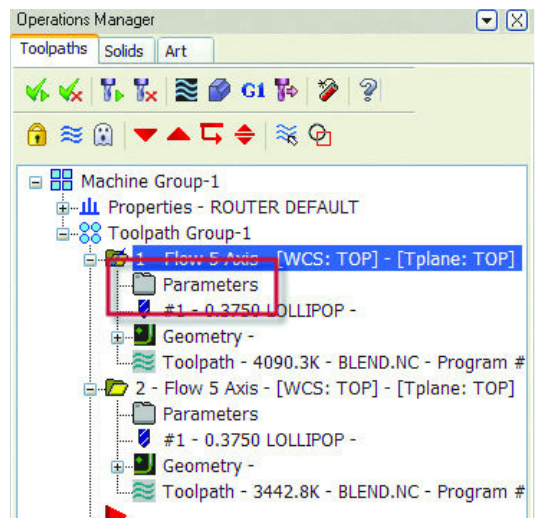 Operations Manager
Toolpaths Solids Art
G1
Machine Group-1
Properties - ROUTER DEFAULT
Toolpath Group-1
1 - Flow 5 Axis - [WCS: TOP] - [Tplane: TOP]
Parameters
#1 - 0.3750 LOLLIPOP -
Geometry -
Toolpath - 4090.3K - BLEND.NC - Program #
2 - Flow 5 Axis - [WCS: TOP] - [Tplane: TOP]
Parameters
#1 - 0.3750 LOLLIPOP -
Geometry -
Toolpath - 3442.8K - BLEND.NC - Program #